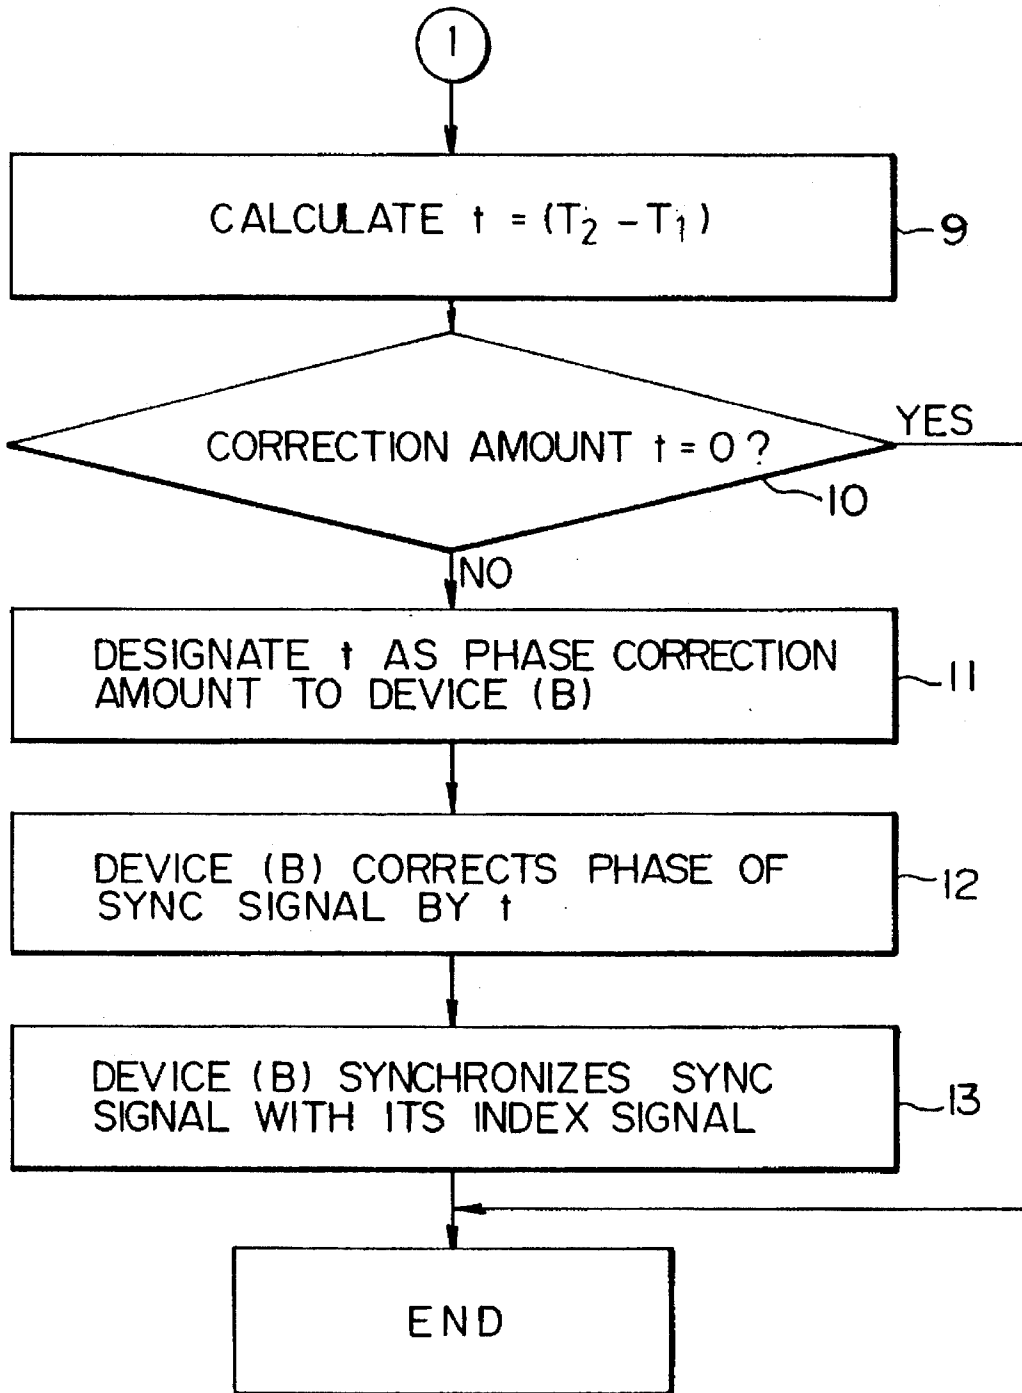 1
CALCULATE t = (T₂ - T₁)
9
CORRECTION AMOUNT t = 0 ?
YES
10
NO
DESIGNATE t AS PHASE CORRECTION
AMOUNT TO DEVICE (B)
11
DEVICE (B) CORRECTS PHASE OF
SYNC SIGNAL BY t
12
DEVICE (B) SYNCHRONIZES SYNC
SIGNAL WITH ITS INDEX SIGNAL
13
END